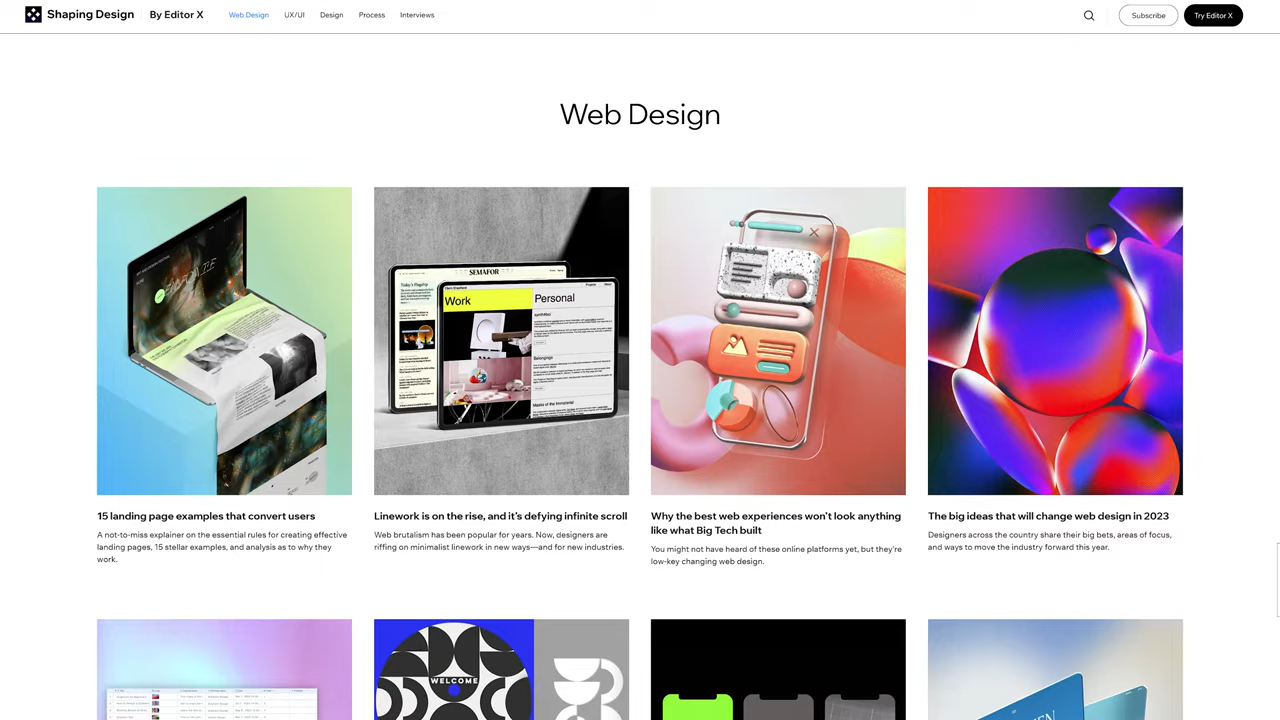 Shaping Design By Editor X Web Design UX/UI Design Process Interviews Subscribe Try Editor X
Web Design
SEMAFOR
Work Personal
15 landing page examples that convert users
A not-to-miss explainer on the essential rules for creating effective
landing pages, 15 stellar examples, and analysis as to why they
work.
Linework is on the rise, and it's defying infinite scroll
Web brutalism has been popular for years. Now, designers are
riffing on minimalist linework in new ways—and for new industries.
Why the best web experiences won't look anything
like what Big Tech built
You might not have heard of these online platforms yet, but they're
low-key changing web design.
The big ideas that will change web design in 2023
Designers across the country share their big bets, areas of focus,
and ways to move the industry forward this year.
WELCOME